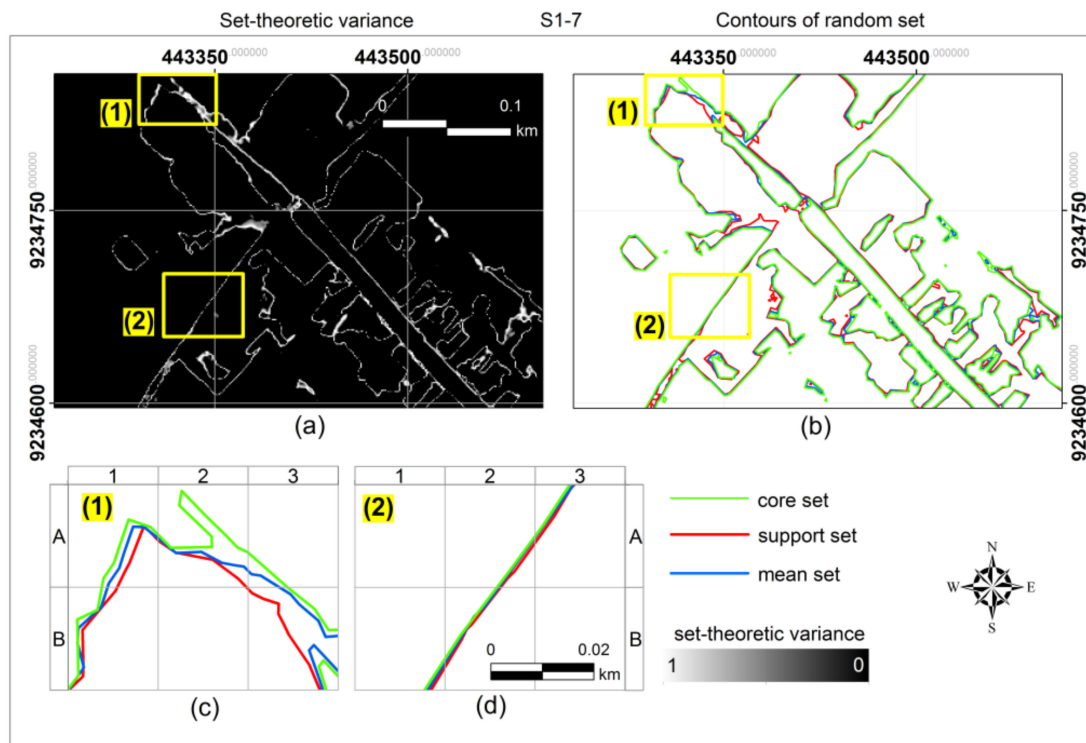 Set-theoretic variance S1-7 Contours of random set
443350.000000 443500.000000 443350.000000 443500.000000
(1) 0 0.1 (1)
km
9234750.000000 9234750.000000
(2) (2)
9234600.000000 9234600.000000
(a) (b)
1 2 3 1 2 3
(1) (2)
A A
B B
0 0.02
km
(c) (d)
core set
support set
mean set
N
W E
S
set-theoretic variance
1 0